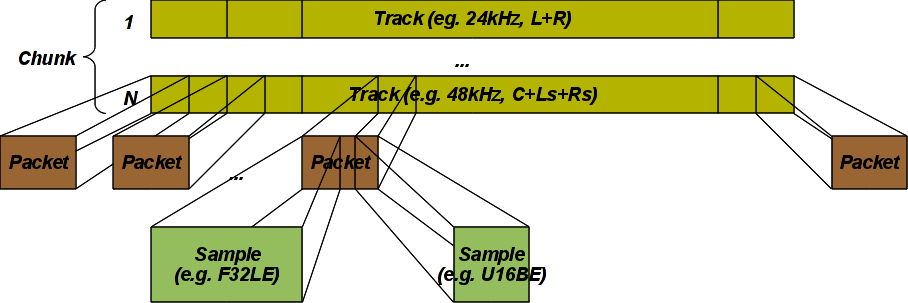 1
Track (eg. 24kHz, L+R)
Chunk
...
N
Track (e.g. 48kHz, C+Ls+Rs)
Packet
Packet
...
Packet
Packet
Sample
(e.g. F32LE)
Sample
(e.g. U16BE)